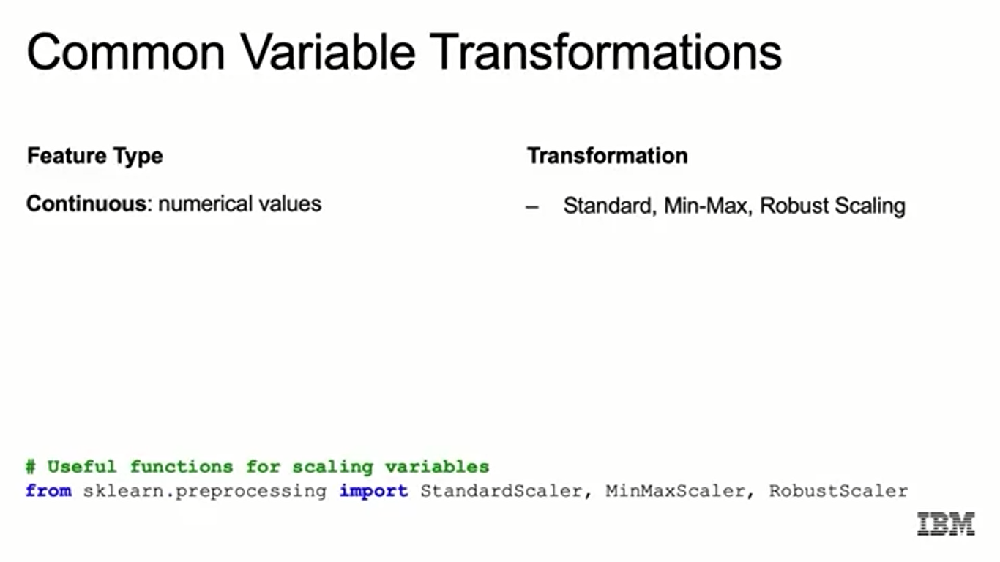 Common Variable Transformations
Feature Type
Transformation
Continuous: numerical values
– Standard, Min-Max, Robust Scaling
# Useful functions for scaling variables
from sklearn.preprocessing import StandardScaler, MinMaxScaler, RobustScaler
IBM